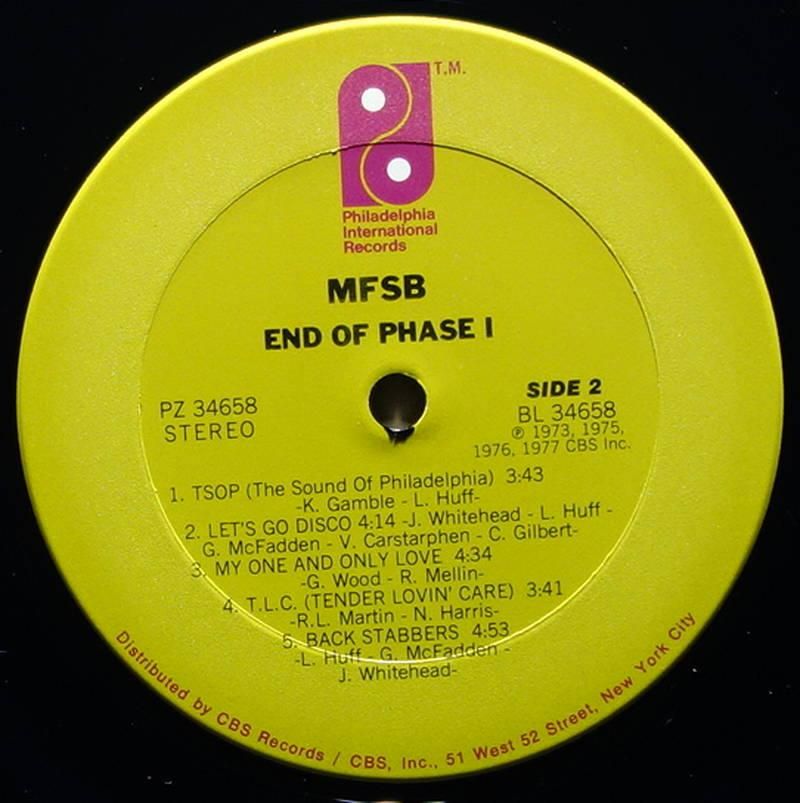 T.M.
Philadelphia
International
Records
MFSB
END OF PHASE I
PZ 34658
STEREO
SIDE 2
BL 34658
℗ 1973, 1975,
1976, 1977 CBS Inc.
1. TSOP (The Sound Of Philadelphia) 3:43
-K. Gamble - L. Huff-
2. LET'S GO DISCO 4:14 -J. Whitehead - L. Huff -
G. McFadden - V. Carstarphen - C. Gilbert-
3. MY ONE AND ONLY LOVE 4:34
-G. Wood - R. Mellin-
4. T.L.C. (TENDER LOVIN' CARE) 3:41
-R.L. Martin - N. Harris-
5. BACK STABBERS 4:53
-L. Huff - G. McFadden -
J. Whitehead-
Distributed by CBS Records / CBS, Inc., 51 West 52 Street, New York City